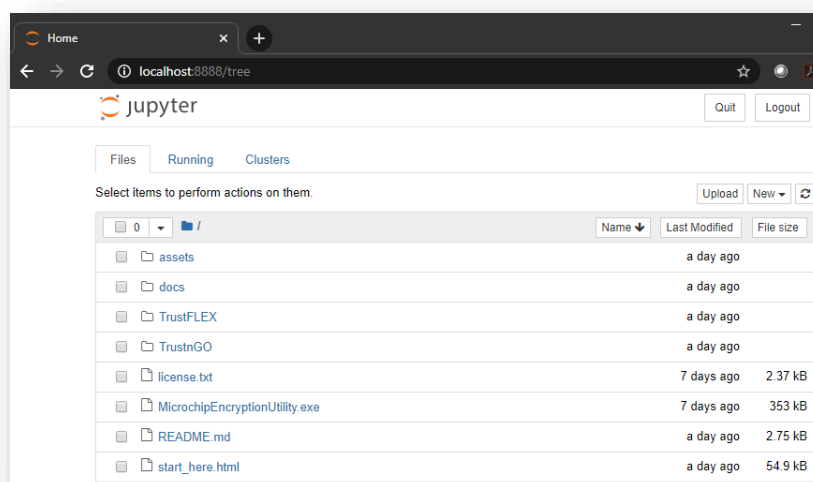 Home
localhost:8888/tree
jupyter
Quit Logout
Files Running Clusters
Select items to perform actions on them.
Upload New
0 / Name Last Modified File size
assets a day ago
docs a day ago
TrustFLEX a day ago
TrustnGO a day ago
license.txt 7 days ago 2.37 kB
MicrochipEncryptionUtility.exe 7 days ago 353 kB
README.md a day ago 2.75 kB
start_here.html a day ago 54.9 kB